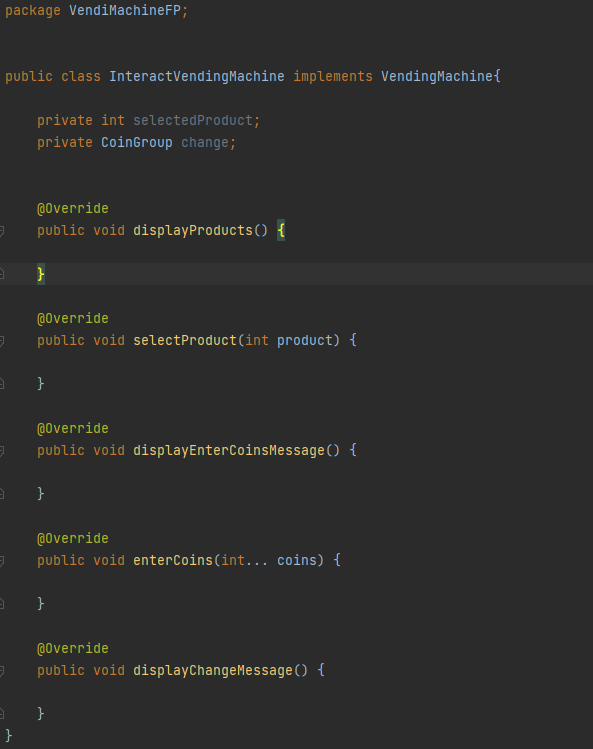 package VendiMachineFP;
public class InteractVendingMachine implements VendingMachine{
private int selectedProduct;
private CoinGroup change;
@Override
public void displayProducts() {
}
@Override
public void selectProduct(int product) {
}
@Override
public void displayEnterCoinsMessage() {
}
@Override
public void enterCoins(int... coins) {
}
@Override
public void displayChangeMessage() {
}
}